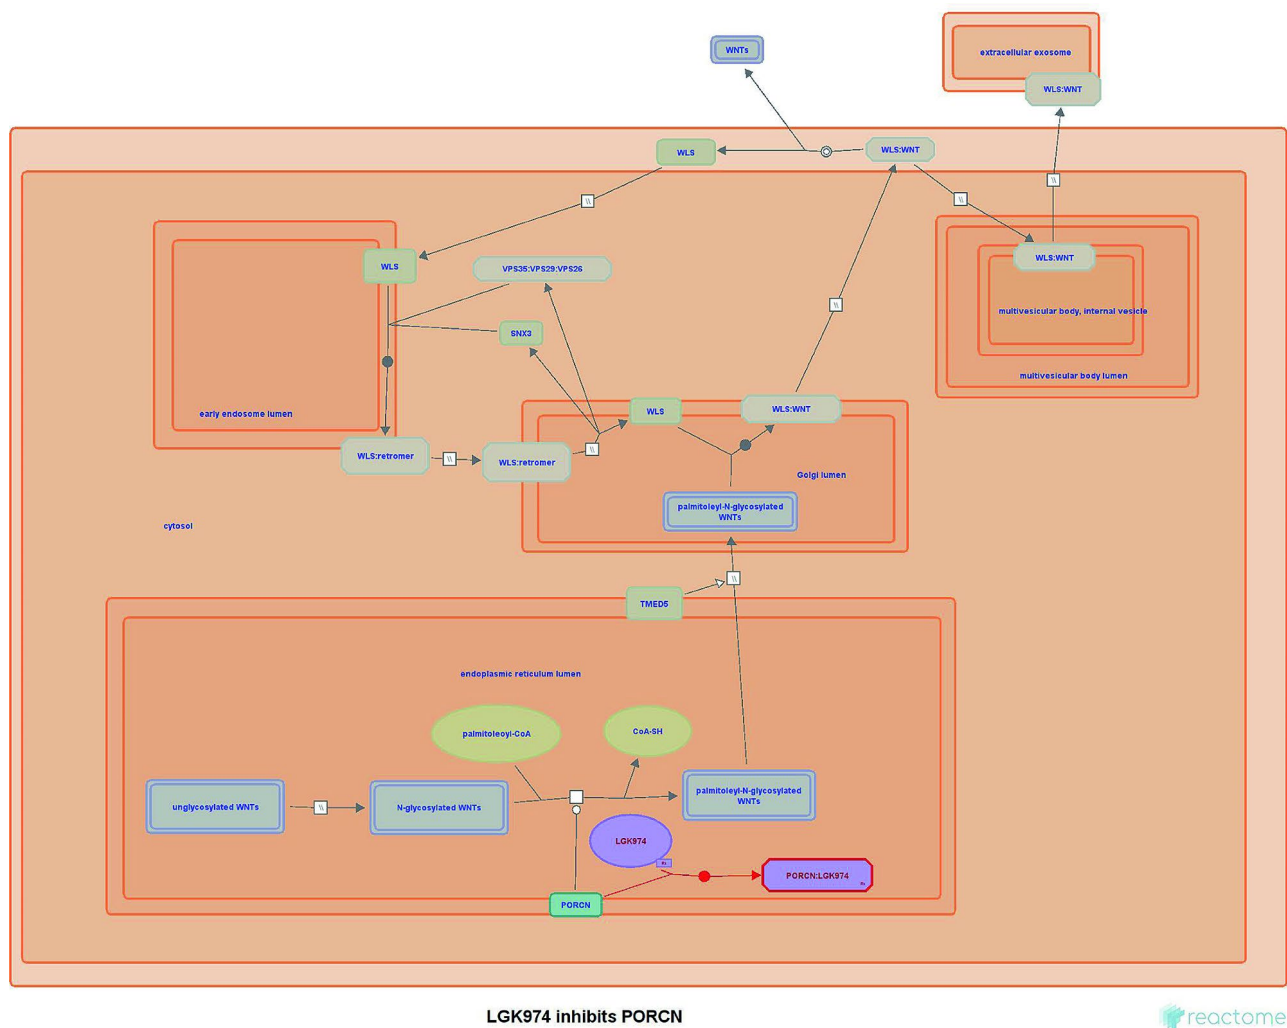 WNTs
extracellular exosome
WLS:WNT
WLS
WLS:WNT
WLS
VPS35:VPS29:VPS26
WLS:WNT
multivesicular body, internal vesicle
SNX3
multivesicular body lumen
early endosome lumen
WLS
WLS:WNT
WLS:retromer
WLS:retromer
Golgi lumen
palmitoleyl-N-glycosylated
WNTs
cytosol
TMED5
endoplasmic reticulum lumen
palmitoleoyl-CoA
CoA-SH
unglycosylated WNTs
N-glycosylated WNTs
palmitoleyl-N-glycosylated
WNTs
LGK974
Rx
PORCN:LGK974
Rx
PORCN
LGK974 inhibits PORCN
reactome